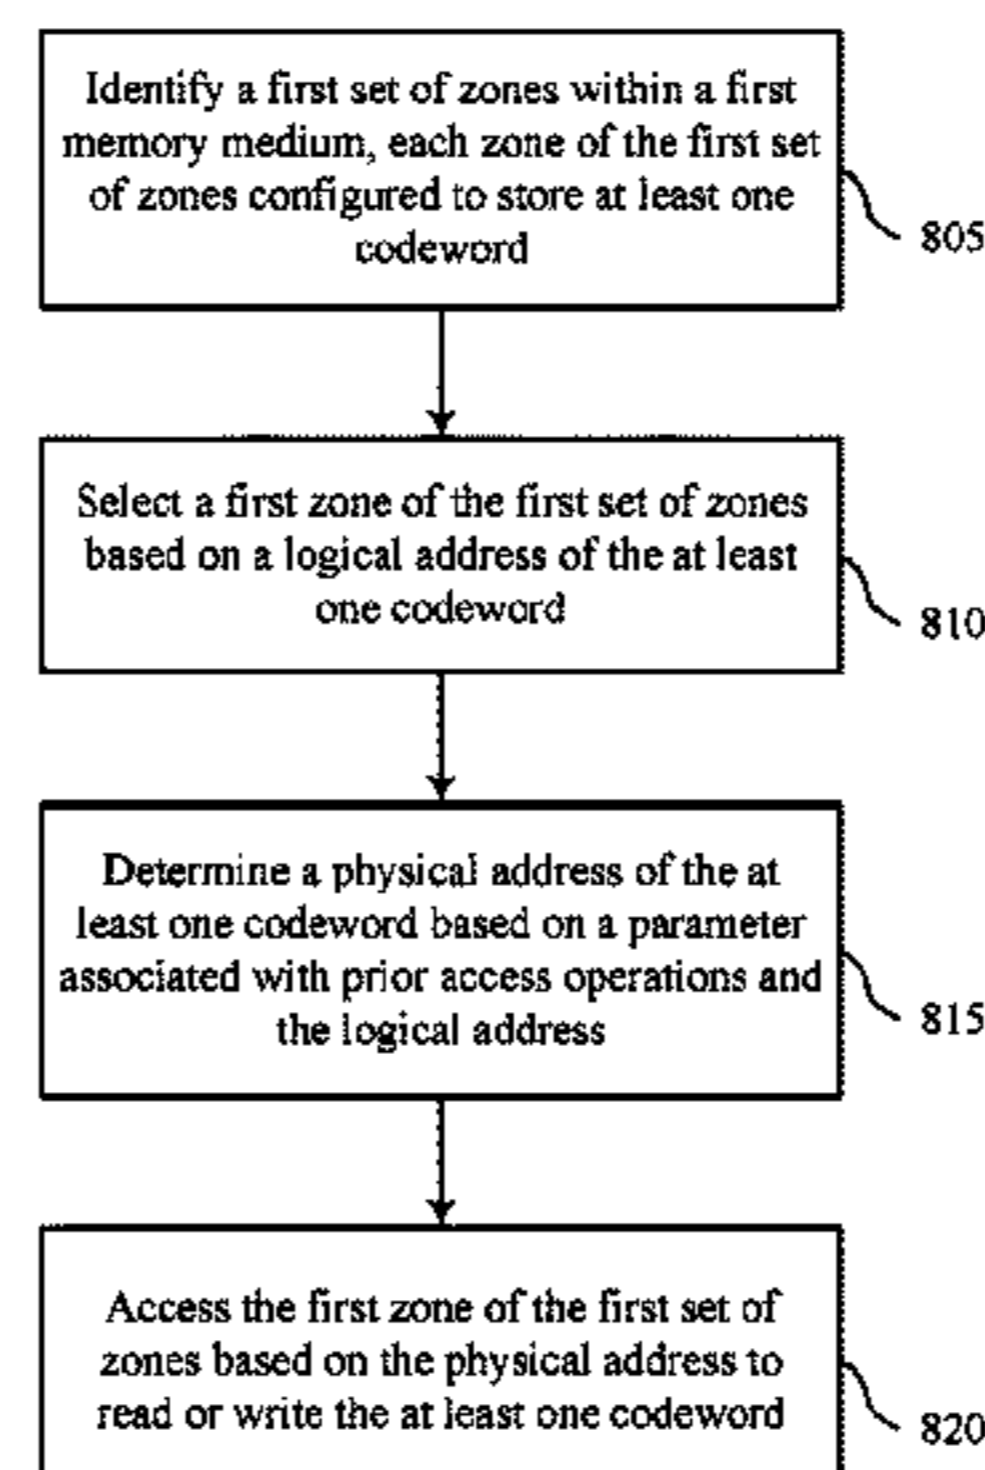 Identify a first set of zones within a first
memory medium, each zone of the first set
of zones configured to store at least one
codeword
805
Select a first zone of the first set of zones
based on a logical address of the at least
one codeword
810
Determine a physical address of the at
least one codeword based on a parameter
associated with prior access operations and
the logical address
815
Access the first zone of the first set of
zones based on the physical address to
read or write the at least one codeword
820